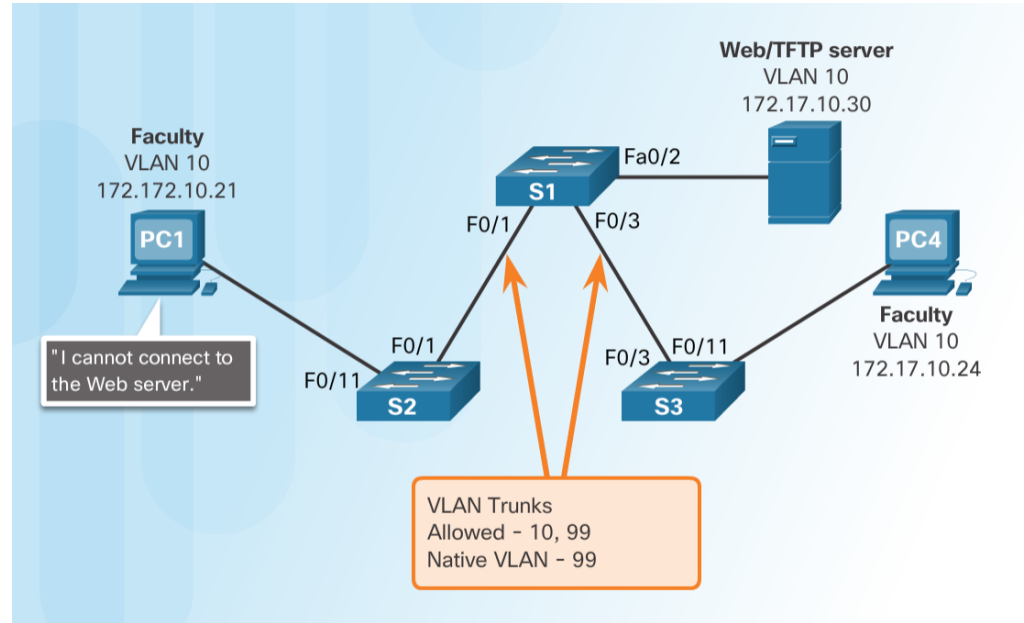 Web/TFTP server
VLAN 10
172.17.10.30
Faculty
VLAN 10
172.172.10.21
Fa0/2
S1
F0/1
F0/3
PC1
PC4
Faculty
VLAN 10
172.17.10.24
"I cannot connect to
the Web server."
F0/1
F0/11
S2
F0/3
F0/11
S3
VLAN Trunks
Allowed - 10, 99
Native VLAN - 99